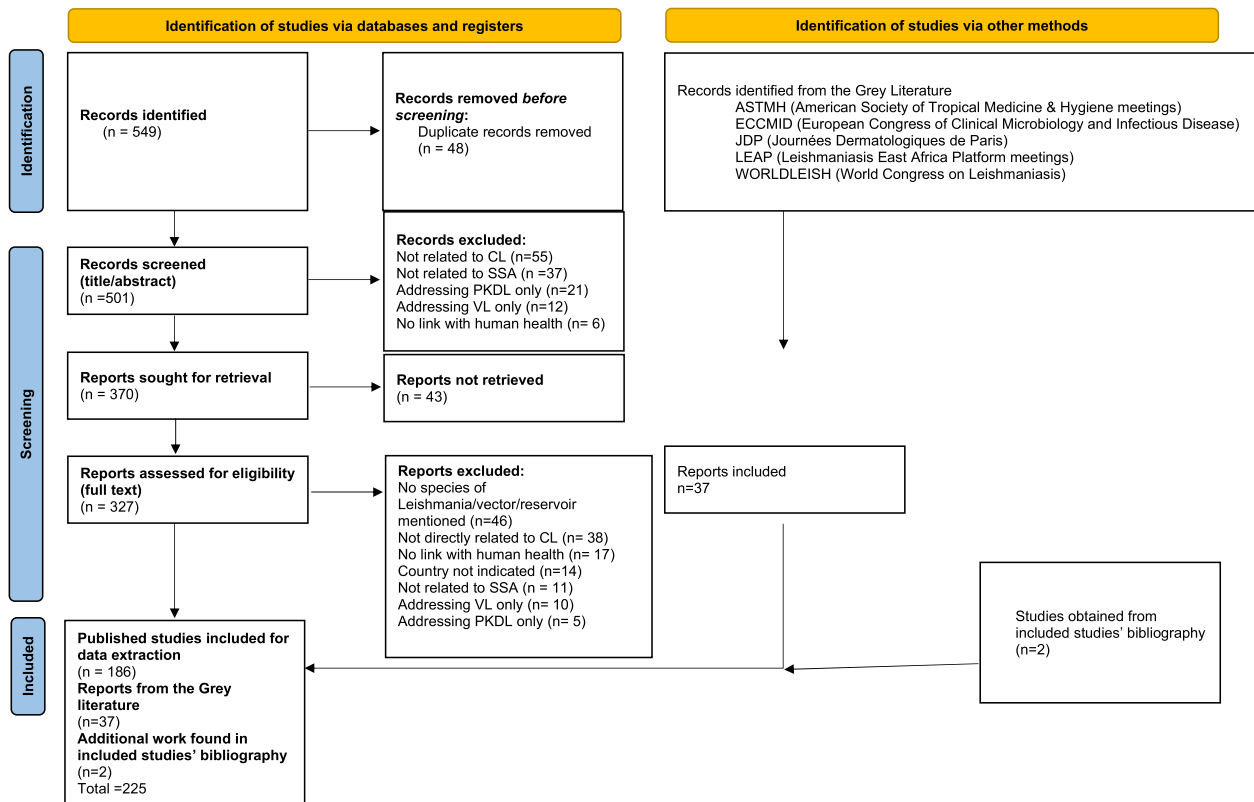 Identification of studies via databases and registers
Identification of studies via other methods
Identification
Records identified
(n = 549)
Records removed before
screening:
Duplicate records removed
(n = 48)
Records identified from the Grey Literature
ASTMH (American Society of Tropical Medicine & Hygiene meetings)
ECCMID (European Congress of Clinical Microbiology and Infectious Disease)
JDP (Journées Dermatologiques de Paris)
LEAP (Leishmaniasis East Africa Platform meetings)
WORLDLEISH (World Congress on Leishmaniasis)
Screening
Records screened
(title/abstract)
(n =501)
Records excluded:
Not related to CL (n=55)
Not related to SSA (n =37)
Addressing PKDL only (n=21)
Addressing VL only (n=12)
No link with human health (n= 6)
Reports sought for retrieval
(n = 370)
Reports not retrieved
(n = 43)
Reports assessed for eligibility
(full text)
(n = 327)
Reports excluded:
No species of
Leishmania/vector/reservoir
mentioned (n=46)
Not directly related to CL (n= 38)
No link with human health (n= 17)
Country not indicated (n=14)
Not related to SSA (n = 11)
Addressing VL only (n= 10)
Addressing PKDL only (n= 5)
Reports included
n=37
Studies obtained from
included studies' bibliography
(n=2)
Included
Published studies included for
data extraction
(n = 186)
Reports from the Grey
literature
(n=37)
Additional work found in
included studies' bibliography
(n=2)
Total =225